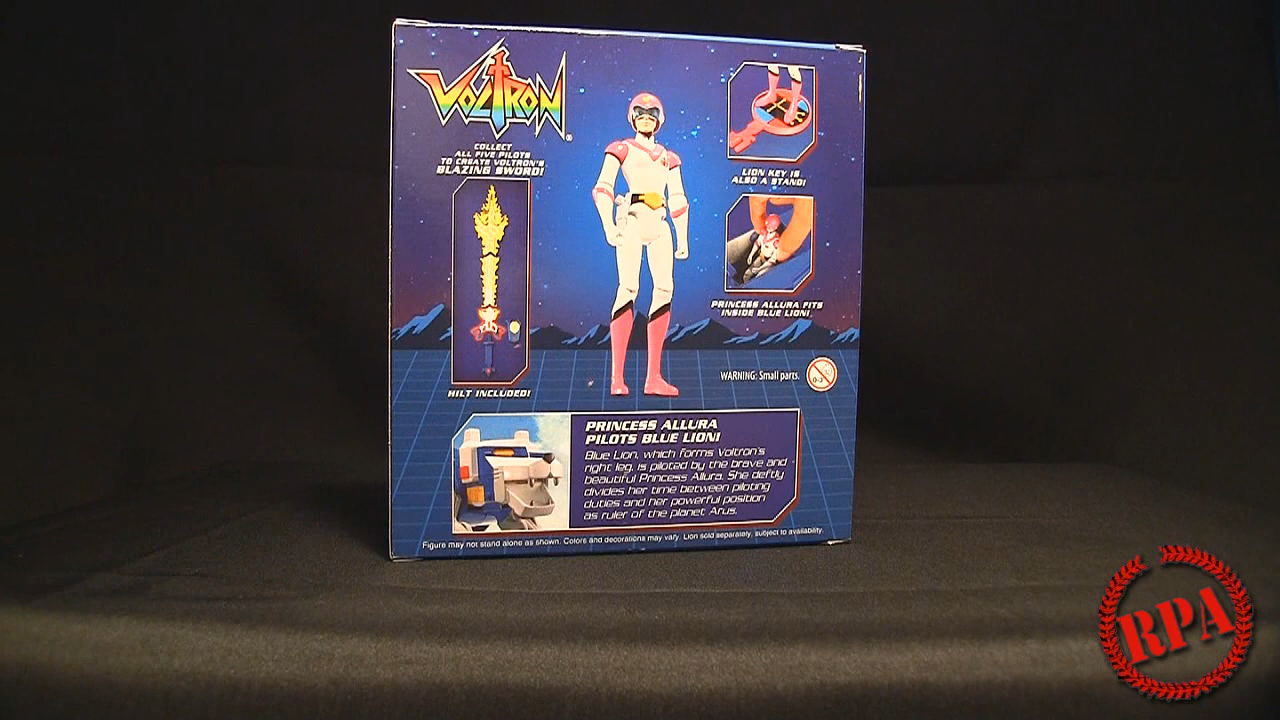 VOLTRON
®
COLLECT
ALL FIVE PILOTS
TO CREATE VOLTRON'S
BLAZING SWORD!
HILT INCLUDED!
LION KEY IS
ALSO A STAND!
PRINCESS ALLURA FITS
INSIDE BLUE LION!
WARNING: Small parts.
0-3
PRINCESS ALLURA
PILOTS BLUE LION!
Blue Lion, which forms Voltron's
right leg, is piloted by the brave and
beautiful Princess Allura. She deftly
divides her time between piloting
duties and her powerful position
as ruler of the planet Arus.
Figure may not stand alone as shown. Colors and decorations may vary. Lion sold separately, subject to availability.
RPA